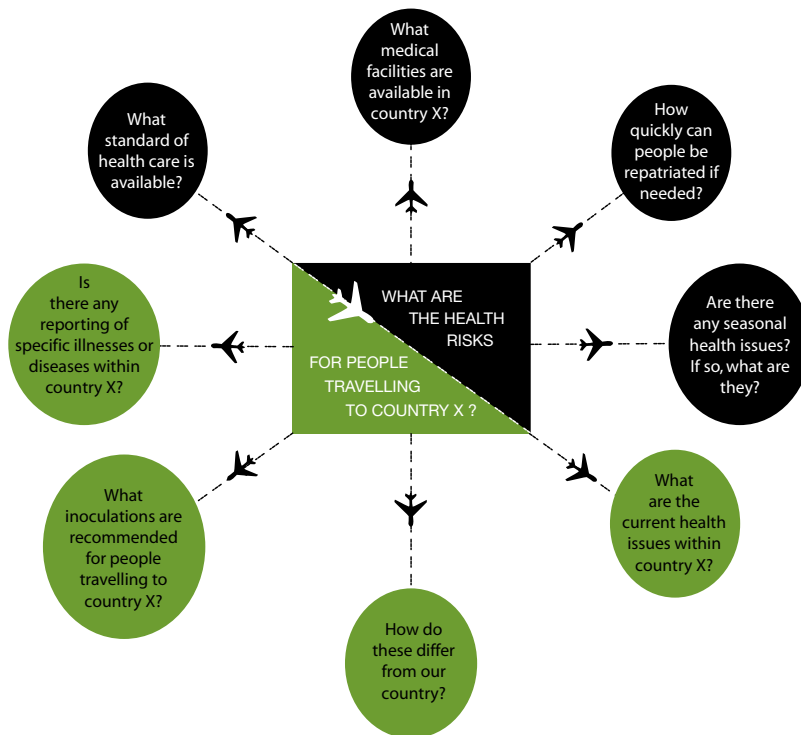 What
medical
facilities are
available in
country X?
What
standard of
health care is
available?
How
quickly can
people be
repatriated if
needed?
Is
there any
reporting of
specific illnesses or
diseases within
country X?
WHAT ARE
THE HEALTH
RISKS
FOR PEOPLE
TRAVELLING
TO COUNTRY X ?
Are there
any seasonal
health issues?
If so, what are
they?
What
inoculations are
recommended
for people
travelling to
country X?
What
are the
current health
issues within
country X?
How do
these differ
from our
country?